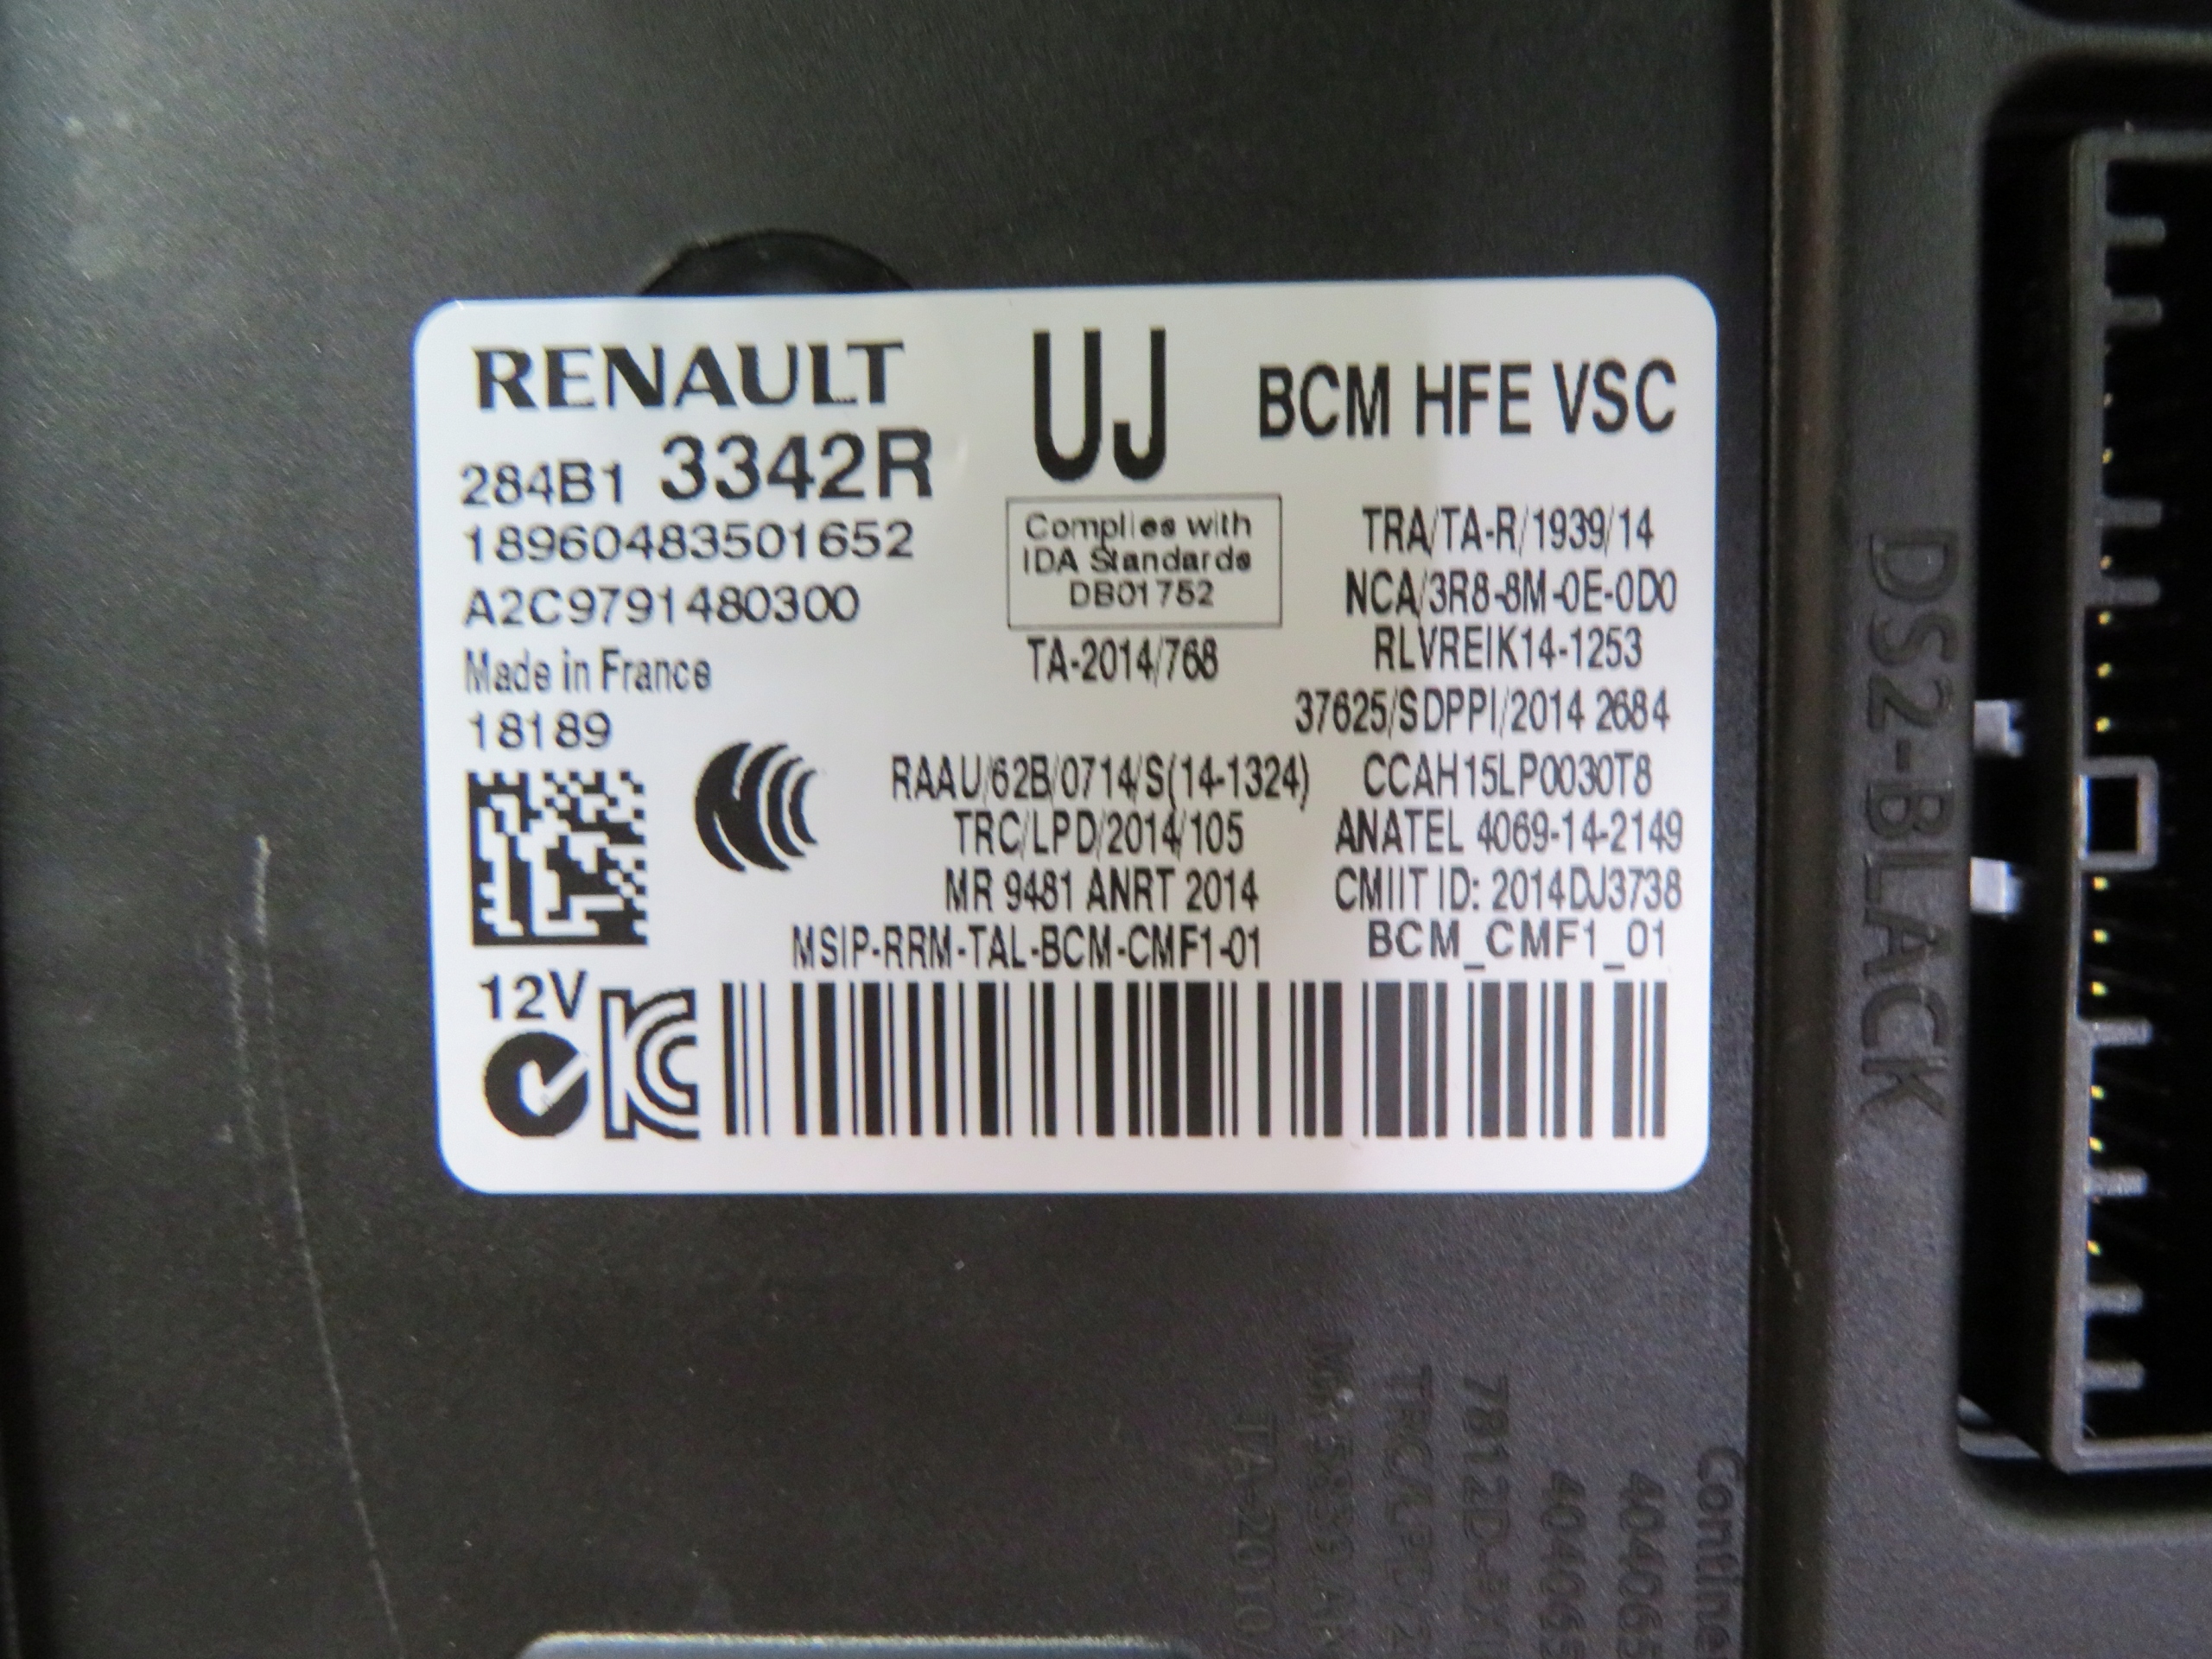 RENAULT
284B1 3342R
18960483501652
A2C9791480300
Made in France
18189
12V
UJ
Complies with
IDA Standards
DB01752
TA-2014/768
BCM HFE VSC
TRA/TA-R/1939/14
NCA/3R8-8M-0E-0D0
RLVREIK14-1253
37625/SDPPI/2014 2684
RAAU/62B/0714/S(14-1324)
CCAH15LP0030T8
TRC/LPD/2014/105
ANATEL 4069-14-2149
MR 9481 ANRT 2014
CMIIT ID: 2014DJ3738
MSIP-RRM-TAL-BCM-CMF1-01
BCM_CMF1_01
DS2-BLACK